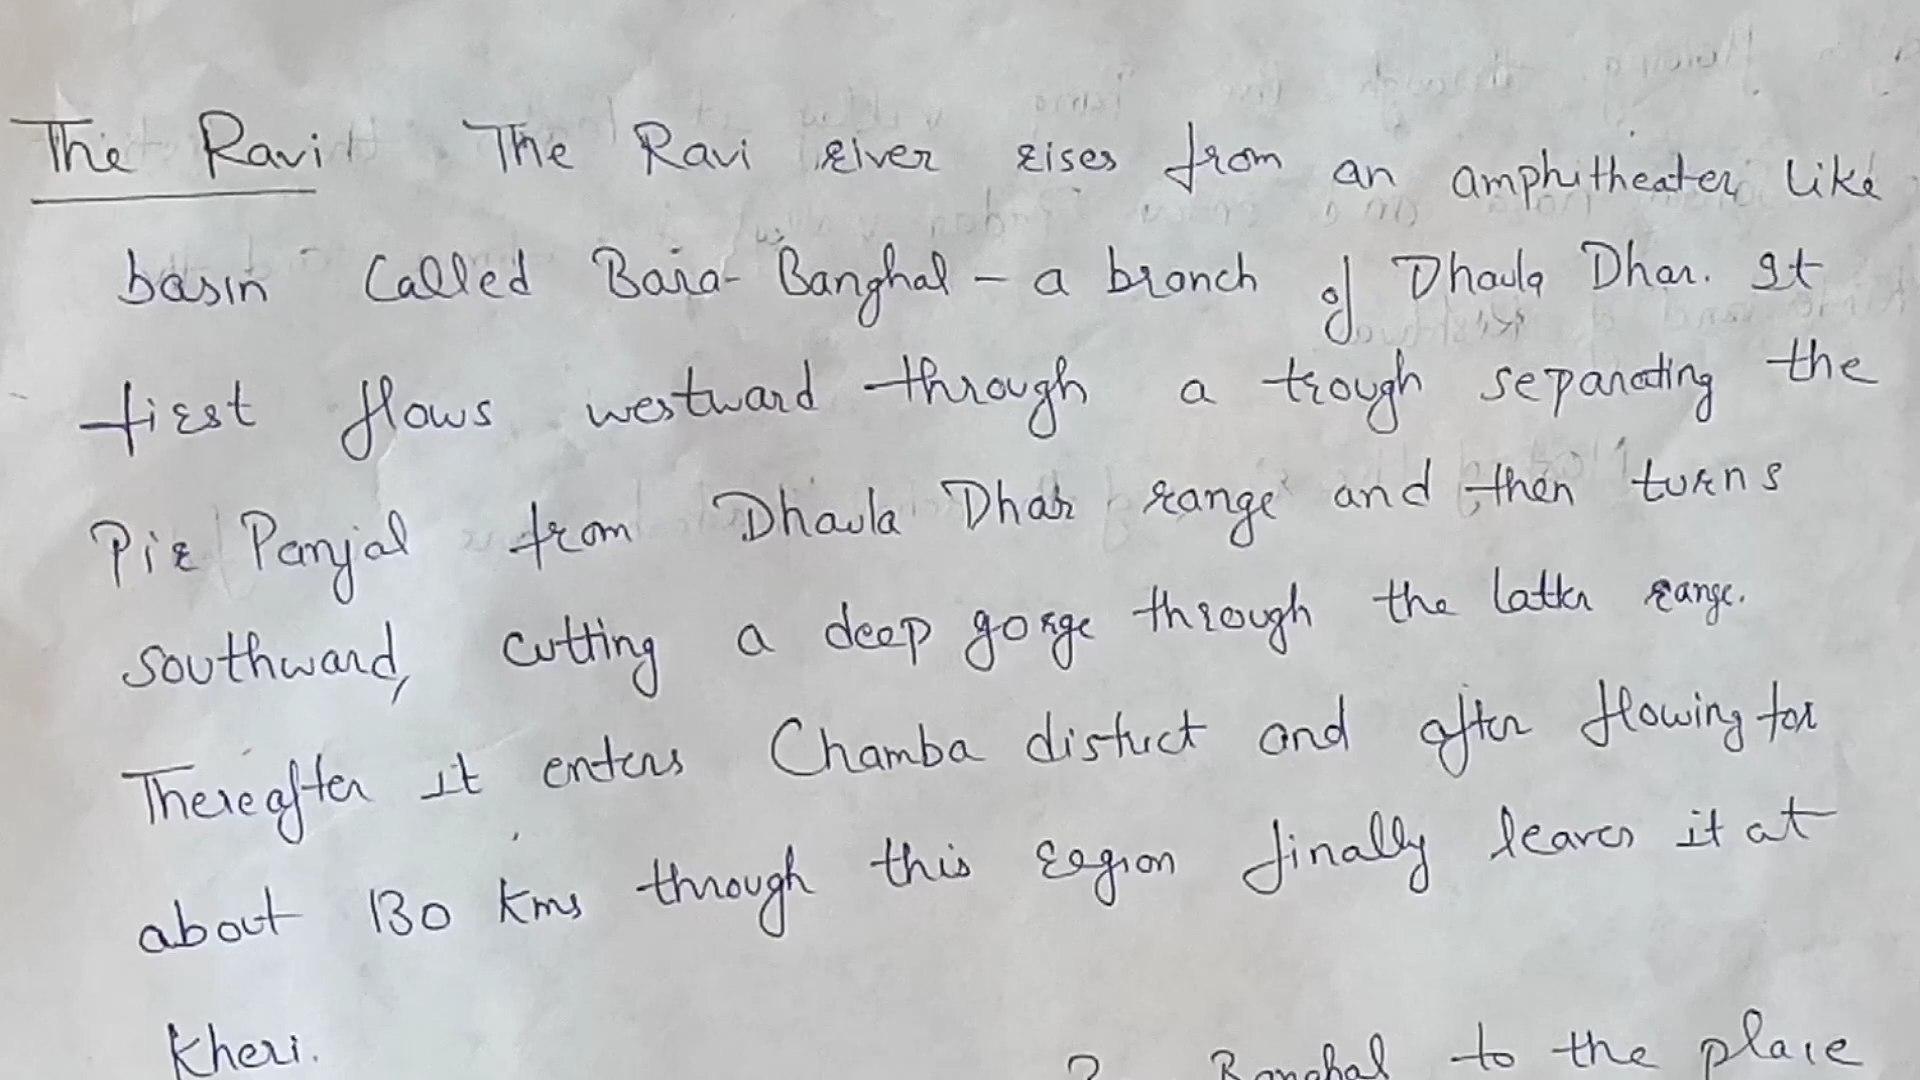 The Ravi The Ravi river rises from an amphitheater like
basin Called Bara-Banghal - a branch of Dhaula Dhar. It
first flows westward through a trough separating the
Pir Panjal from Dhaula Dhar range and then turns
southward, cutting a deep gorge through the latter range.
Thereafter it enters Chamba district and after flowing for
about 130 kms through this region finally leaves it at
Kheri.
Banghal to the place